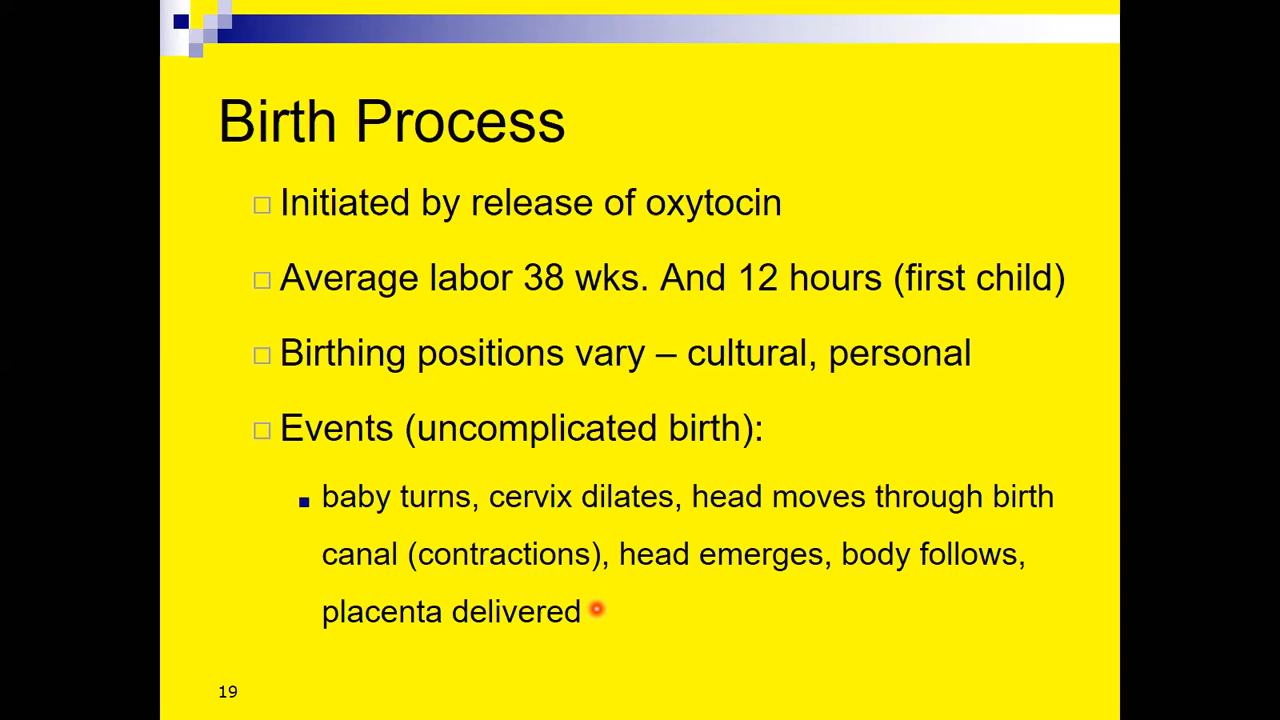 Birth Process
Initiated by release of oxytocin
Average labor 38 wks. And 12 hours (first child)
Birthing positions vary – cultural, personal
Events (uncomplicated birth):
baby turns, cervix dilates, head moves through birth
canal (contractions), head emerges, body follows,
placenta delivered
19